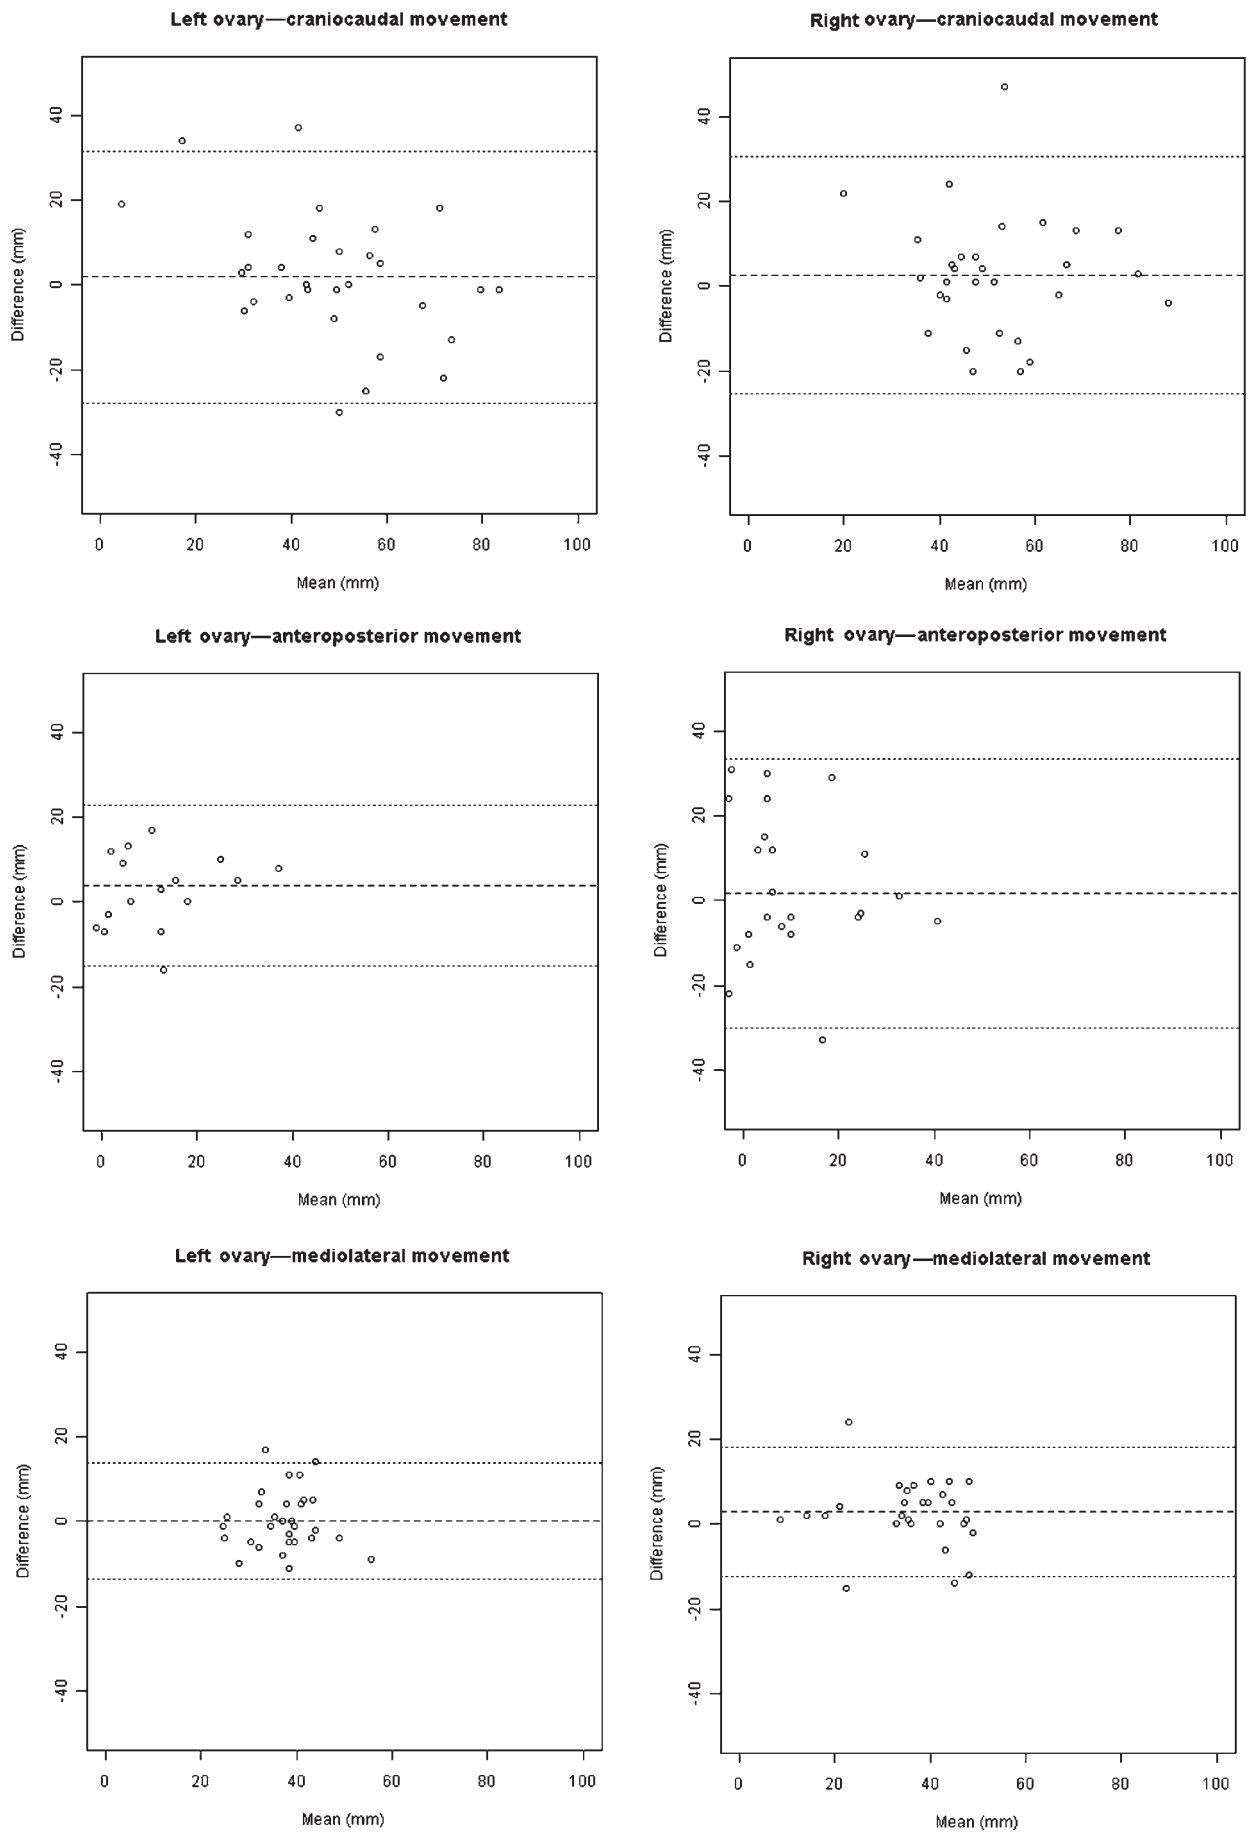 Left ovary—craniocaudal movement
40
20
0
-20
-40
Difference (mm)
0 20 40 60 80 100
Mean (mm)
Right ovary—craniocaudal movement
40
20
0
-20
-40
Difference (mm)
0 20 40 60 80 100
Mean (mm)
Left ovary—anteroposterior movement
40
20
0
-20
-40
Difference (mm)
0 20 40 60 80 100
Mean (mm)
Right ovary—anteroposterior movement
40
20
0
-20
-40
Difference (mm)
0 20 40 60 80 100
Mean (mm)
Left ovary—mediolateral movement
40
20
0
-20
-40
Difference (mm)
0 20 40 60 80 100
Mean (mm)
Right ovary—mediolateral movement
40
20
0
-20
-40
Difference (mm)
0 20 40 60 80 100
Mean (mm)